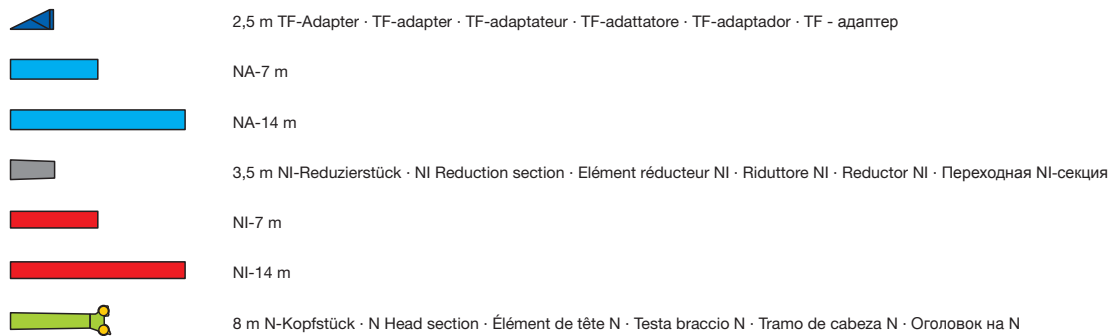 2,5 m TF-Adapter · TF-adapter · TF-adaptateur · TF-adattatore · TF-adaptador · TF - адаптер
NA-7 m
NA-14 m
3,5 m NI-Reduzierstück · NI Reduction section · Elément réducteur NI · Riduttore NI · Reductor NI · Переходная NI-секция
NI-7 m
NI-14 m
8 m N-Kopfstück · N Head section · Élément de tête N · Testa braccio N · Tramo de cabeza N · Оголовок на N